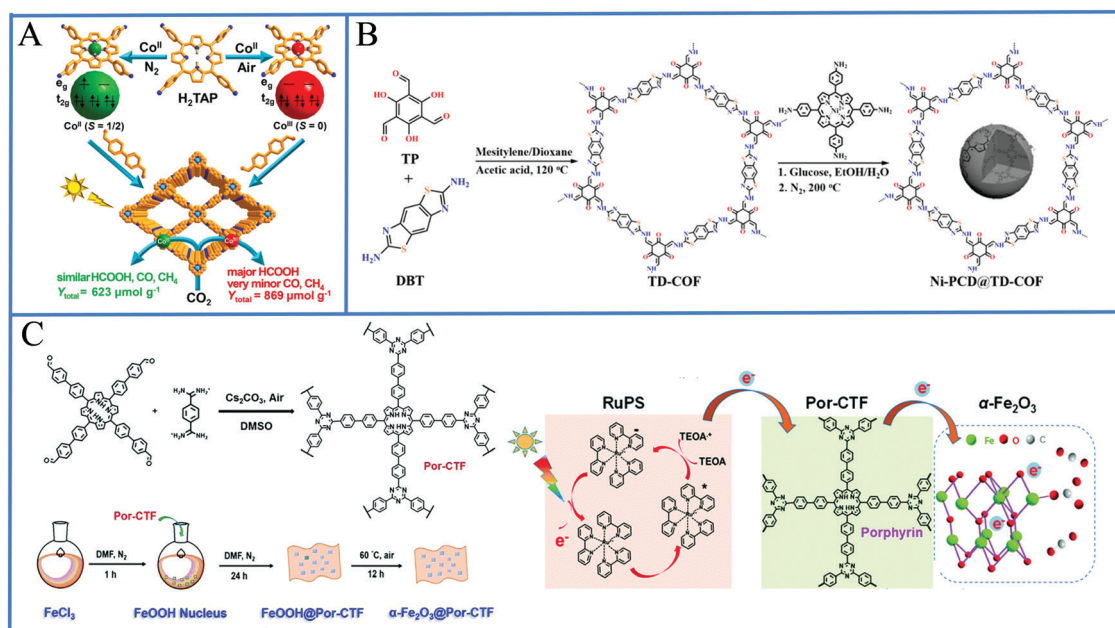 A
Co^II
N₂
H₂TAP
Co^II
Air
e_g
t_2g
Co^II (S = 1/2)
e_g
t_2g
Co^III (S = 0)
Co^II
Co^III
similar HCOOH, CO, CH₄
Y_total = 623 µmol g⁻¹
CO₂
major HCOOH
very minor CO, CH₄
Y_total = 869 µmol g⁻¹
B
TP
+
DBT
Mesitylene/Dioxane
Acetic acid, 120 °C
TD-COF
1. Glucose, EtOH/H₂O
2. N₂, 200 °C
Ni-PCD@TD-COF
C
+
Cs₂CO₃, Air
DMSO
Por-CTF
Por-CTF
DMF, N₂
1 h
DMF, N₂
24 h
60 °C, air
12 h
FeCl₃
FeOOH Nucleus
FeOOH@Por-CTF
α-Fe₂O₃@Por-CTF
RuPS
e⁻
TEOA·⁺
TEOA
*
e⁻
Por-CTF
Porphyrin
e⁻
α-Fe₂O₃
Fe O C
e⁻
e⁻